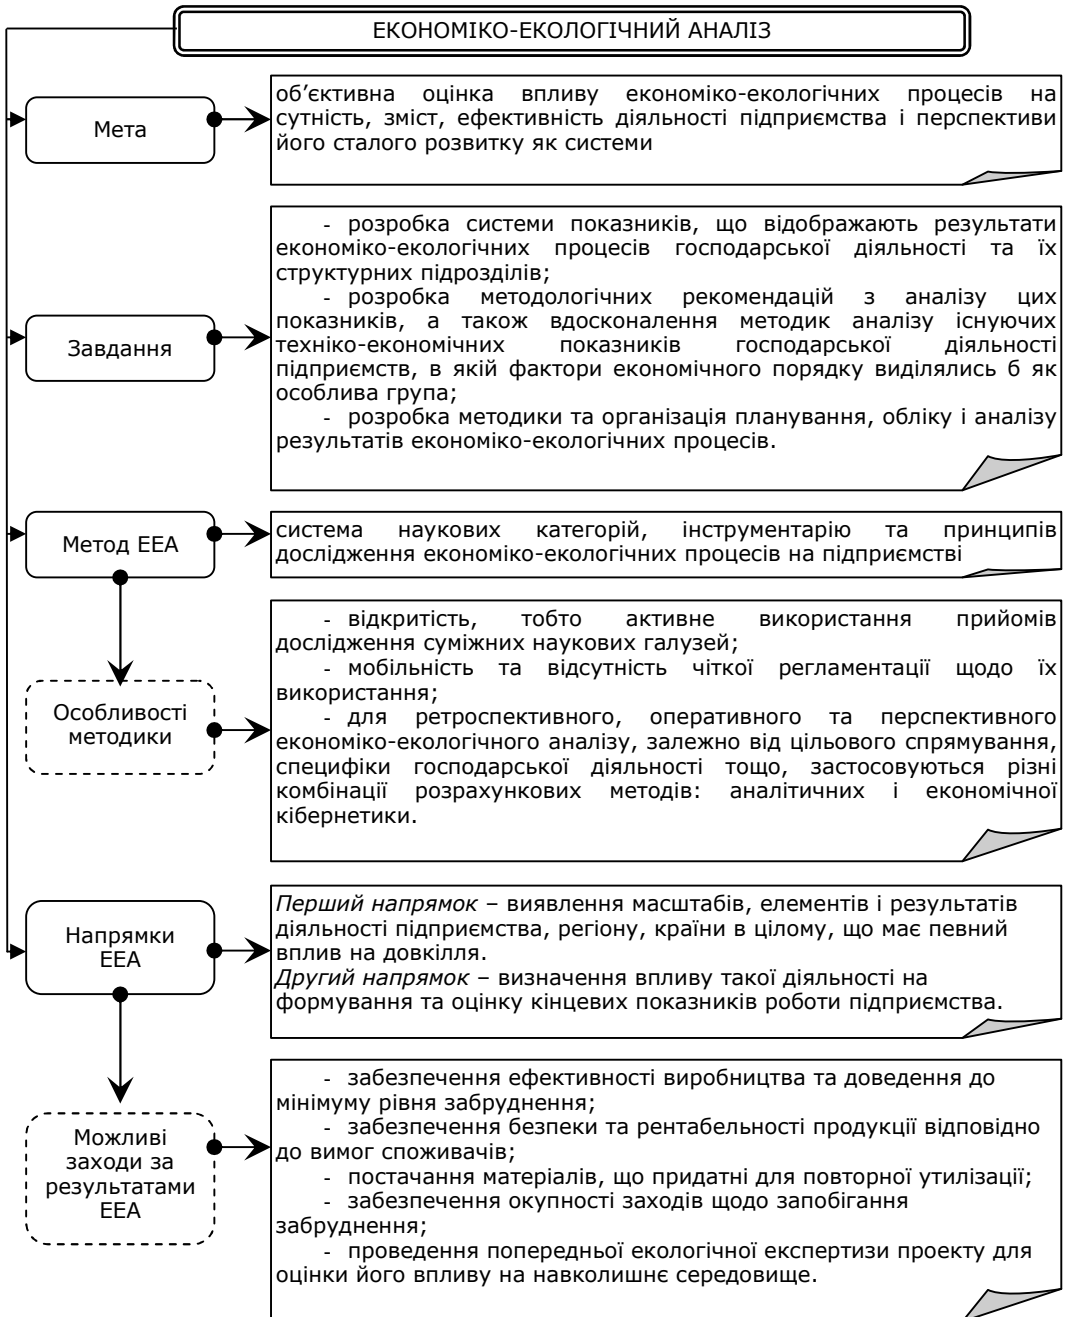 ЕКОНОМІКО-ЕКОЛОГІЧНИЙ АНАЛІЗ
Мета
об’єктивна оцінка впливу економіко-екологічних процесів на
сутність, зміст, ефективність діяльності підприємства і перспективи
його сталого розвитку як системи
Завдання
- розробка системи показників, що відображають результати
економіко-екологічних процесів господарської діяльності та їх
структурних підрозділів;
- розробка методологічних рекомендацій з аналізу цих
показників, а також вдосконалення методик аналізу існуючих
техніко-економічних показників господарської діяльності
підприємств, в якій фактори економічного порядку виділялись б як
особлива група;
- розробка методики та організація планування, обліку і аналізу
результатів економіко-екологічних процесів.
Метод ЕЕА
система наукових категорій, інструментарію та принципів
дослідження економіко-екологічних процесів на підприємстві
Особливості
методики
- відкритість, тобто активне використання прийомів
дослідження суміжних наукових галузей;
- мобільність та відсутність чіткої регламентації щодо їх
використання;
- для ретроспективного, оперативного та перспективного
економіко-екологічного аналізу, залежно від цільового спрямування,
специфіки господарської діяльності тощо, застосовуються різні
комбінації розрахункових методів: аналітичних і економічної
кібернетики.
Напрямки
ЕЕА
Перший напрямок – виявлення масштабів, елементів і результатів
діяльності підприємства, регіону, країни в цілому, що має певний
вплив на довкілля.
Другий напрямок – визначення впливу такої діяльності на
формування та оцінку кінцевих показників роботи підприємства.
Можливі
заходи за
результатами
ЕЕА
- забезпечення ефективності виробництва та доведення до
мінімуму рівня забруднення;
- забезпечення безпеки та рентабельності продукції відповідно
до вимог споживачів;
- постачання матеріалів, що придатні для повторної утилізації;
- забезпечення окупності заходів щодо запобігання
забруднення;
- проведення попередньої екологічної експертизи проекту для
оцінки його впливу на навколишнє середовище.